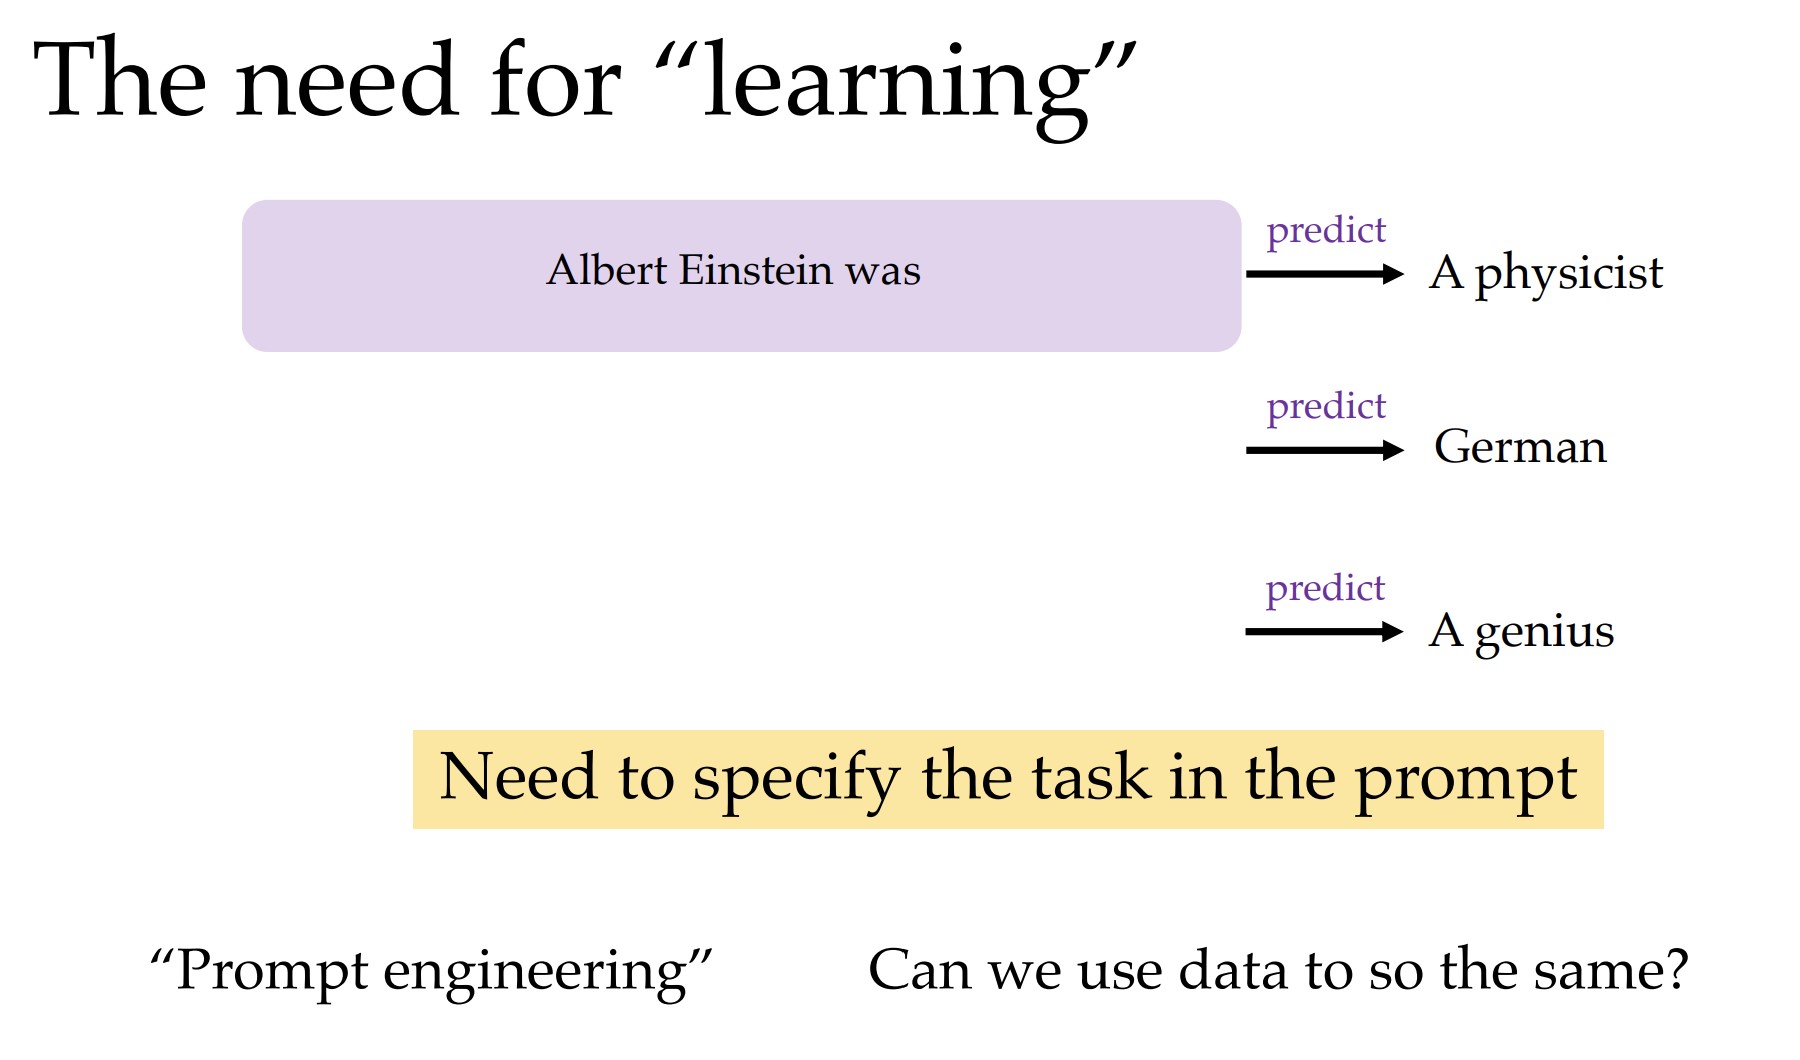 The need for “learning”
Albert Einstein was
predict
A physicist
predict
German
predict
A genius
Need to specify the task in the prompt
“Prompt engineering”
Can we use data to so the same?